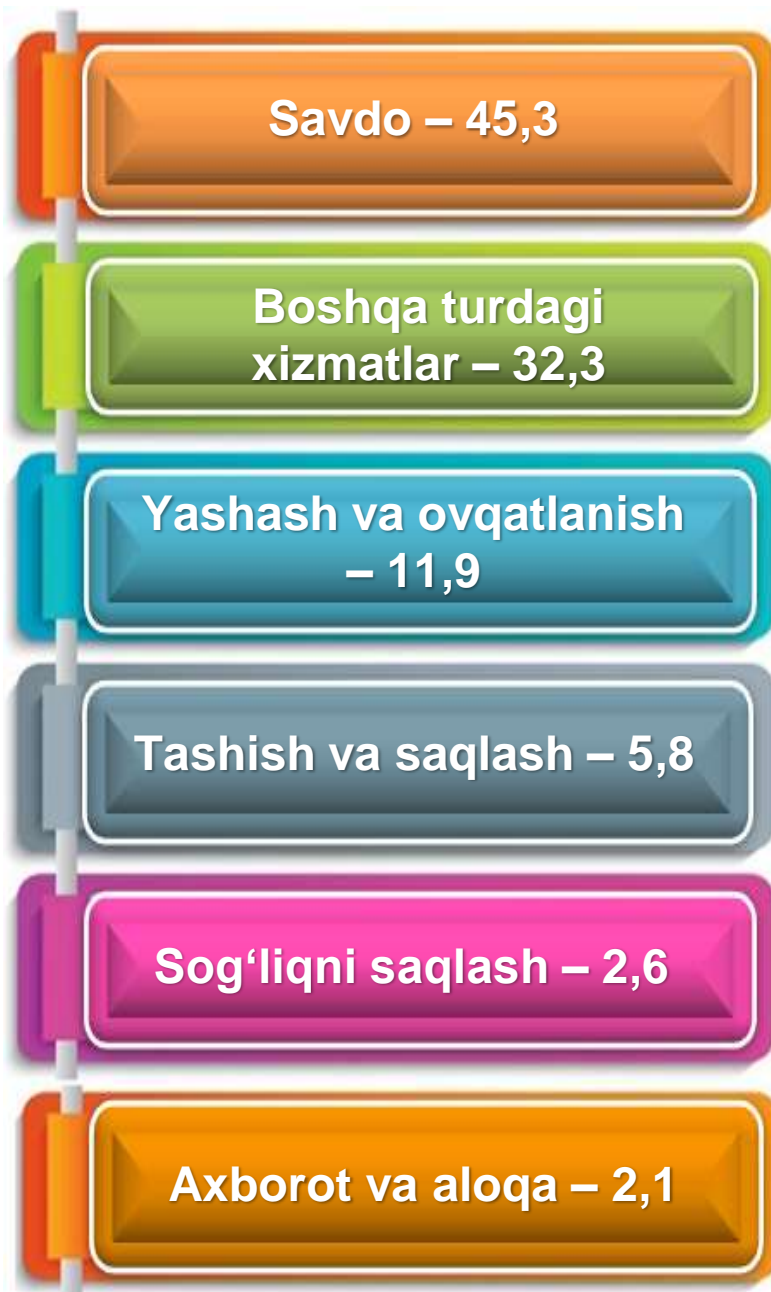 Savdo – 45,3
Boshqa turdagi
xizmatlar – 32,3
Yashash va ovqatlanish
– 11,9
Tashish va saqlash – 5,8
Sog‘liqni saqlash – 2,6
Axborot va aloqa – 2,1